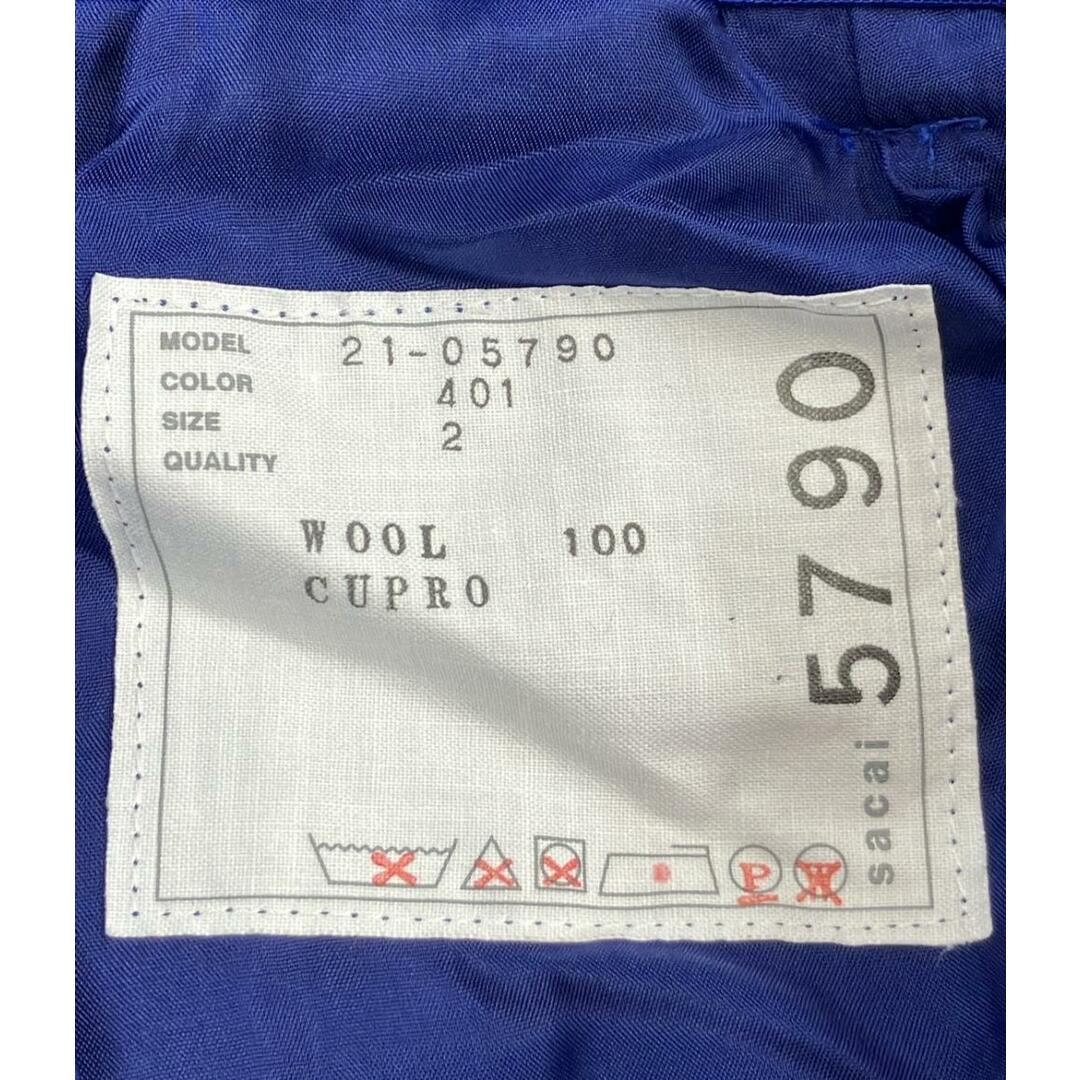 MODEL 21-05790
COLOR 401
SIZE 2
QUALITY
WOOL 100
CUPRO
P
W
sacai 5790